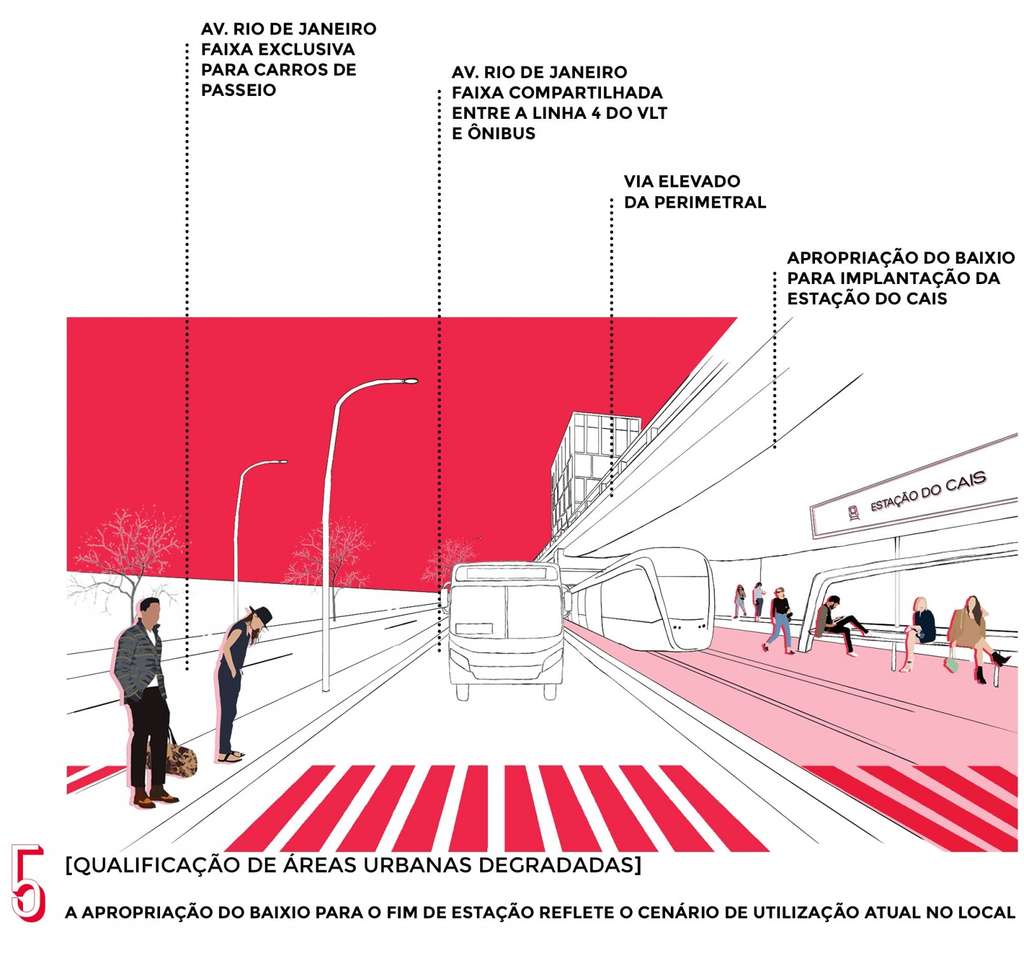 AV. RIO DE JANEIRO
FAIXA EXCLUSIVA
PARA CARROS DE
PASSEIO
AV. RIO DE JANEIRO
FAIXA COMPARTILHADA
ENTRE A LINHA 4 DO VLT
E ÔNIBUS
VIA ELEVADO
DA PERIMETRAL
APROPRIAÇÃO DO BAIXIO
PARA IMPLANTAÇÃO DA
ESTAÇÃO DO CAIS
ESTAÇÃO DO CAIS
5
[QUALIFICAÇÃO DE ÁREAS URBANAS DEGRADADAS]
A APROPRIAÇÃO DO BAIXIO PARA O FIM DE ESTAÇÃO REFLETE O CENÁRIO DE UTILIZAÇÃO ATUAL NO LOCAL